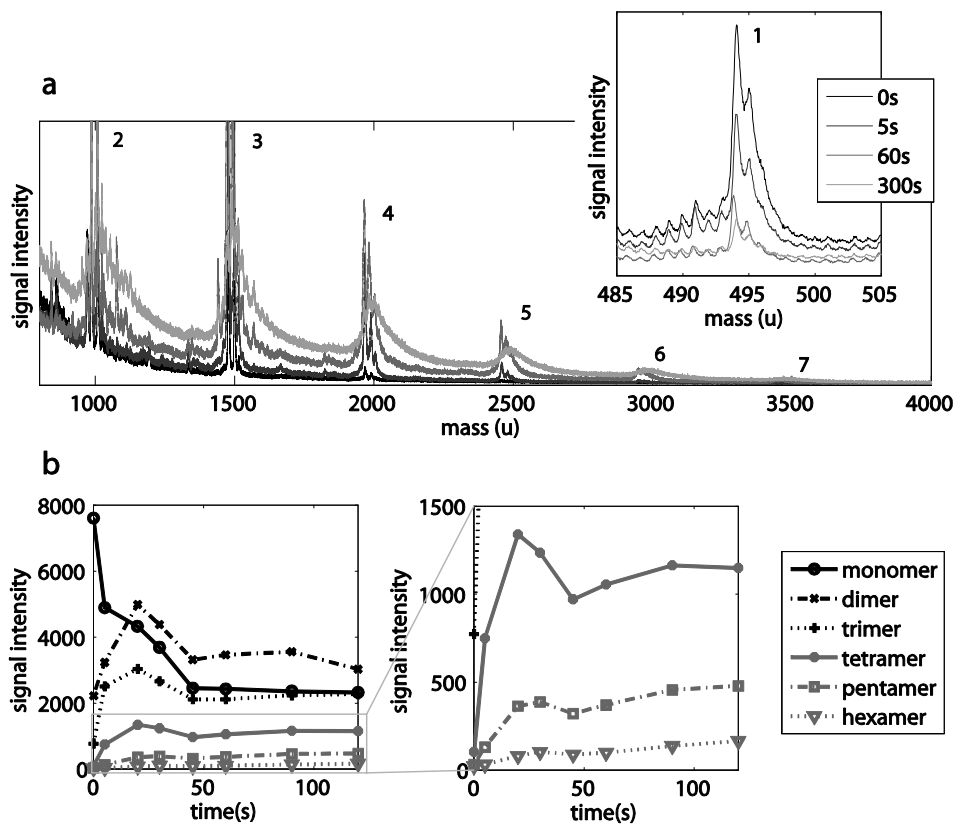 a
signal intensity
2
3
4
5
6
7
1000
1500
2000
2500
3000
3500
4000
mass (u)
signal intensity
1
485
490
495
500
505
mass (u)
0s
5s
60s
300s
b
signal intensity
8000
6000
4000
2000
0
0
50
100
time(s)
signal intensity
1500
1000
500
0
0
50
100
time(s)
monomer
dimer
trimer
tetramer
pentamer
hexamer